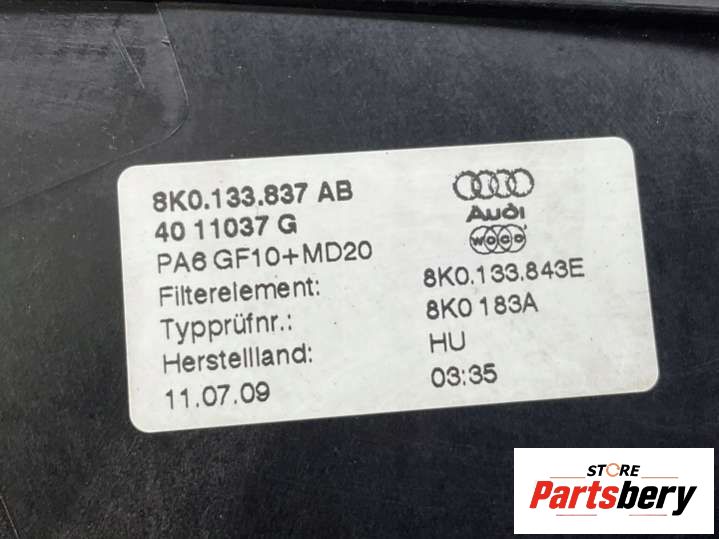 8K0.133.837 AB
40 11037 G
PA6 GF10+MD20
Audi
woco
Filterelement: 8K0.133.843E
Typprüfnr.: 8K0 183A
Herstellland: HU
11.07.09 03:35
STORE
Partsbery